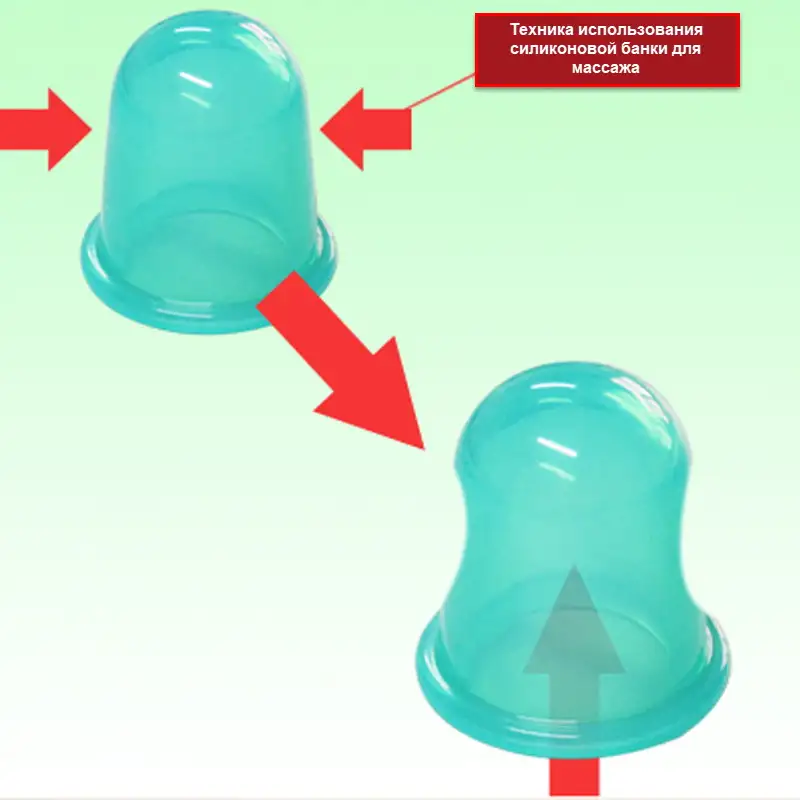 Техника использования
силиконовой банки для
массажа